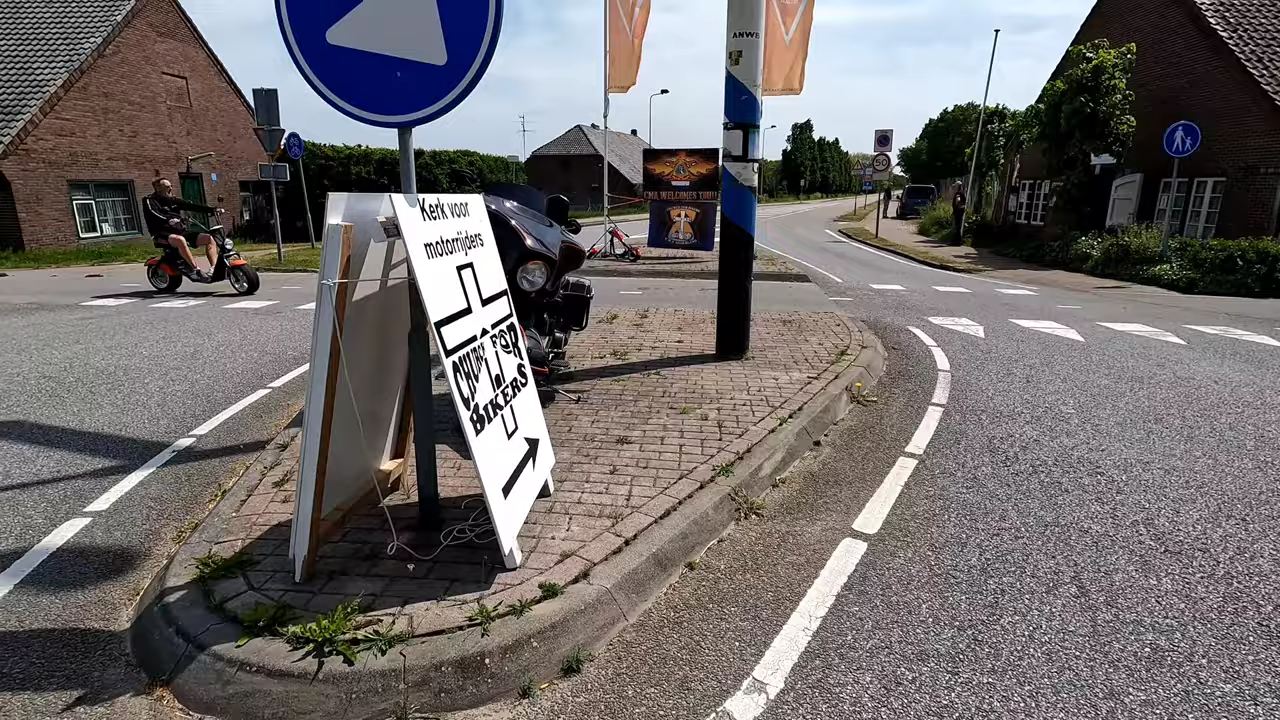 ANWB
50
CMA WELCOMES YOU!
Kerk voor
motorrijders
CHURCH FOR
BIKERS